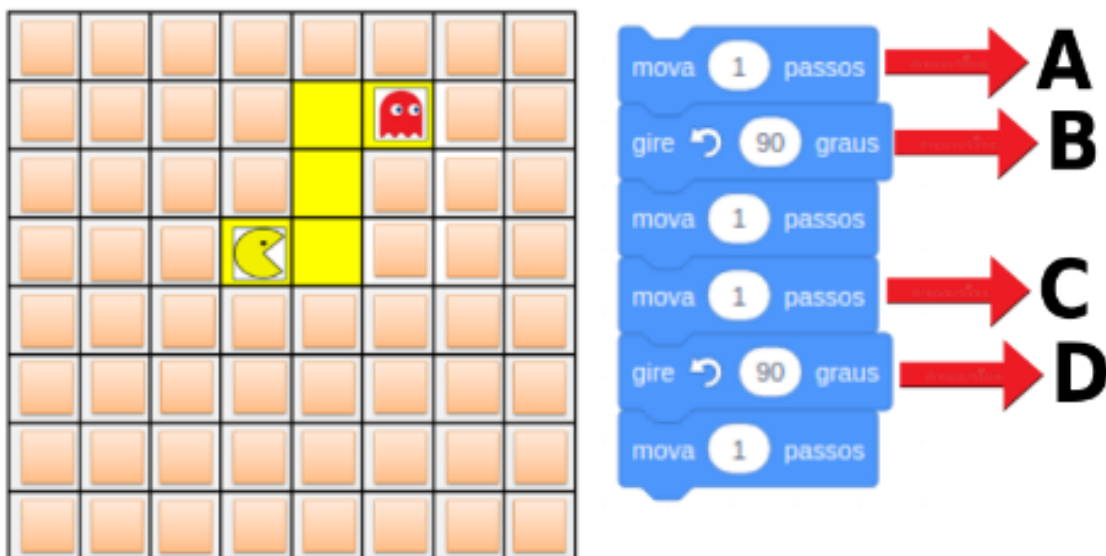 mova 1 passos A
gire 90 graus B
mova 1 passos
mova 1 passos C
gire 90 graus D
mova 1 passos